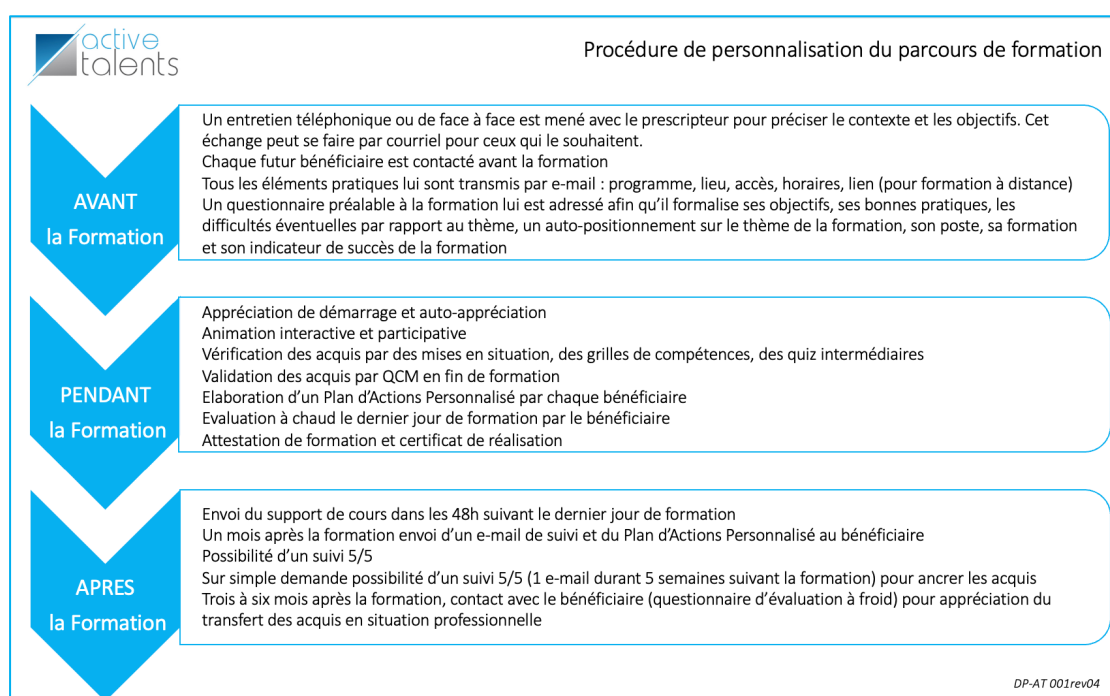 active
talents
Procédure de personnalisation du parcours de formation
AVANT
la Formation
Un entretien téléphonique ou de face à face est mené avec le prescripteur pour préciser le contexte et les objectifs. Cet
échange peut se faire par courriel pour ceux qui le souhaitent.
Chaque futur bénéficiaire est contacté avant la formation
Tous les éléments pratiques lui sont transmis par e-mail : programme, lieu, accès, horaires, lien (pour formation à distance)
Un questionnaire préalable à la formation lui est adressé afin qu’il formalise ses objectifs, ses bonnes pratiques, les
difficultés éventuelles par rapport au thème, un auto-positionnement sur le thème de la formation, son poste, sa formation
et son indicateur de succès de la formation
PENDANT
la Formation
Appréciation de démarrage et auto-appréciation
Animation interactive et participative
Vérification des acquis par des mises en situation, des grilles de compétences, des quiz intermédiaires
Validation des acquis par QCM en fin de formation
Elaboration d’un Plan d’Actions Personnalisé par chaque bénéficiaire
Evaluation à chaud le dernier jour de formation par le bénéficiaire
Attestation de formation et certificat de réalisation
APRES
la Formation
Envoi du support de cours dans les 48h suivant le dernier jour de formation
Un mois après la formation envoi d’un e-mail de suivi et du Plan d’Actions Personnalisé au bénéficiaire
Possibilité d’un suivi 5/5
Sur simple demande possibilité d’un suivi 5/5 (1 e-mail durant 5 semaines suivant la formation) pour ancrer les acquis
Trois à six mois après la formation, contact avec le bénéficiaire (questionnaire d’évaluation à froid) pour appréciation du
transfert des acquis en situation professionnelle
DP-AT 001rev04